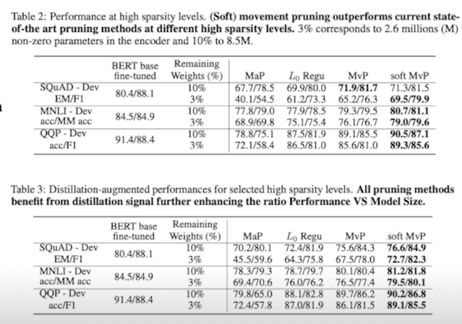 Table 2: Performance at high sparsity levels. (Soft) movement pruning outperforms current state-
of-the art pruning methods at different high sparsity levels. 3% corresponds to 2.6 millions (M)
non-zero parameters in the encoder and 10% to 8.5M.
BERT base Remaining
fine-tuned Weights (%) MaP L0 Regu MvP soft MvP
SQuAD - Dev 10% 67.7/78.5 69.9/80.0 71.9/81.7 71.3/81.5
EM/F1 80.4/88.1 3% 40.1/54.5 61.2/73.3 65.2/76.3 69.5/79.9
MNLI - Dev 10% 77.8/79.0 77.9/78.5 79.3/79.5 80.7/81.1
acc/MM acc 84.5/84.9 3% 68.9/69.8 75.1/75.4 76.1/76.7 79.0/79.6
QQP - Dev 10% 78.8/75.1 87.5/81.9 89.1/85.5 90.5/87.1
acc/F1 91.4/88.4 3% 72.1/58.4 86.5/81.0 85.6/81.0 89.3/85.6
Table 3: Distillation-augmented performances for selected high sparsity levels. All pruning methods
benefit from distillation signal further enhancing the ratio Performance VS Model Size.
BERT base Remaining
fine-tuned Weights (%) MaP L0 Regu MvP soft MvP
SQuAD - Dev 10% 70.2/80.1 72.4/81.9 75.6/84.3 76.6/84.9
EM/F1 80.4/88.1 3% 45.5/59.6 64.3/75.8 67.5/78.0 72.7/82.3
MNLI - Dev 10% 78.3/79.3 78.7/79.7 80.1/80.4 81.2/81.8
acc/MM acc 84.5/84.9 3% 69.4/70.6 76.0/76.2 76.5/77.4 79.5/80.1
QQP - Dev 10% 79.8/65.0 88.1/82.8 89.7/86.2 90.2/86.8
acc/F1 91.4/88.4 3% 72.4/57.8 87.0/81.9 86.1/81.5 89.1/85.5